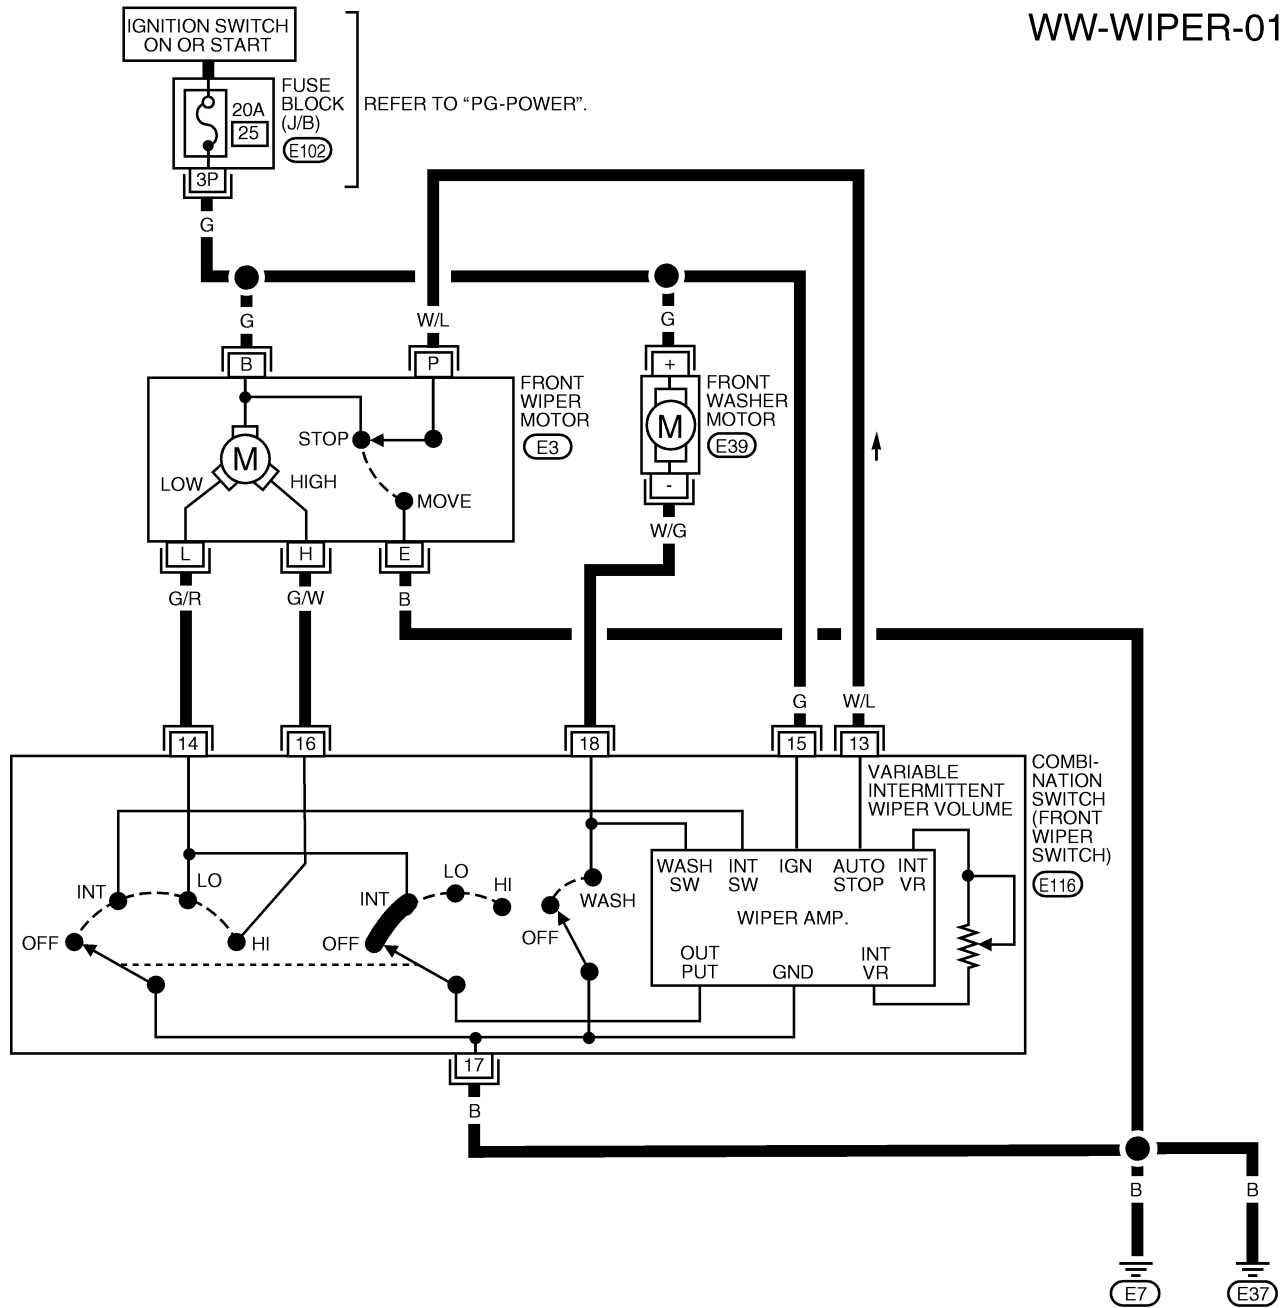 WW-WIPER-01
IGNITION SWITCH
ON OR START
20A
25
FUSE
BLOCK
(J/B)
E102
REFER TO “PG-POWER”.
3P
G
G
W/L
G
B
P
+
FRONT
WIPER
MOTOR
E3
FRONT
WASHER
MOTOR
E39
STOP
M
M
LOW
HIGH
MOVE
-
W/G
L
H
E
G/R
G/W
B
G
W/L
14
16
18
15
13
COMBI-
NATION
SWITCH
(FRONT
WIPER
SWITCH)
E116
VARIABLE
INTERMITTENT
WIPER VOLUME
WASH
SW
INT
SW
IGN
AUTO
STOP
INT
VR
WIPER AMP.
OUT
PUT
GND
INT
VR
INT
LO
OFF
HI
INT
LO
HI
OFF
WASH
OFF
17
B
B
B
E7
E37